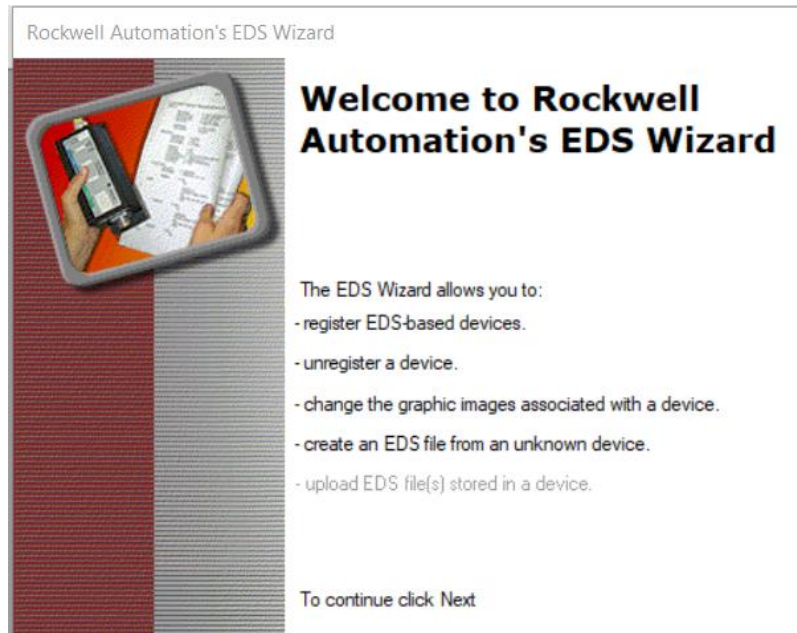 Rockwell Automation's EDS Wizard
Welcome to Rockwell
Automation's EDS Wizard
The EDS Wizard allows you to:
- register EDS-based devices.
- unregister a device.
- change the graphic images associated with a device.
- create an EDS file from an unknown device.
- upload EDS file(s) stored in a device.
To continue click Next